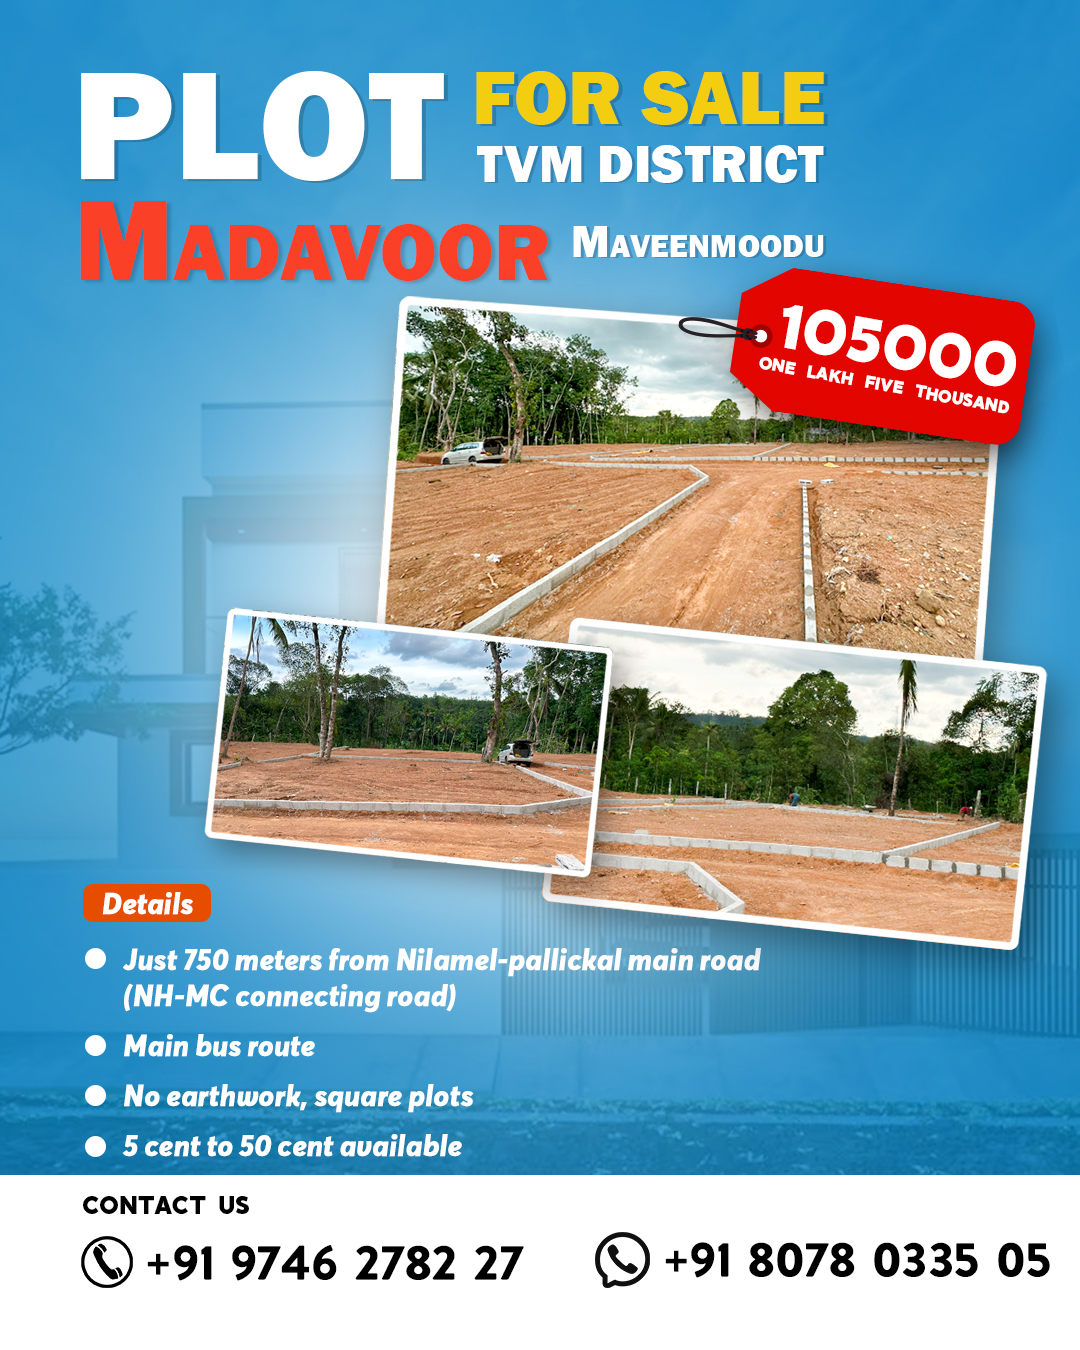 PLOT FOR SALE
TVM DISTRICT
MADAVOOR MAVEENMOODU
105000
ONE LAKH FIVE THOUSAND
Details
Just 750 meters from Nilamel-pallickal main road
(NH-MC connecting road)
Main bus route
No earthwork, square plots
5 cent to 50 cent available
CONTACT US
+91 9746 2782 27
+91 8078 0335 05